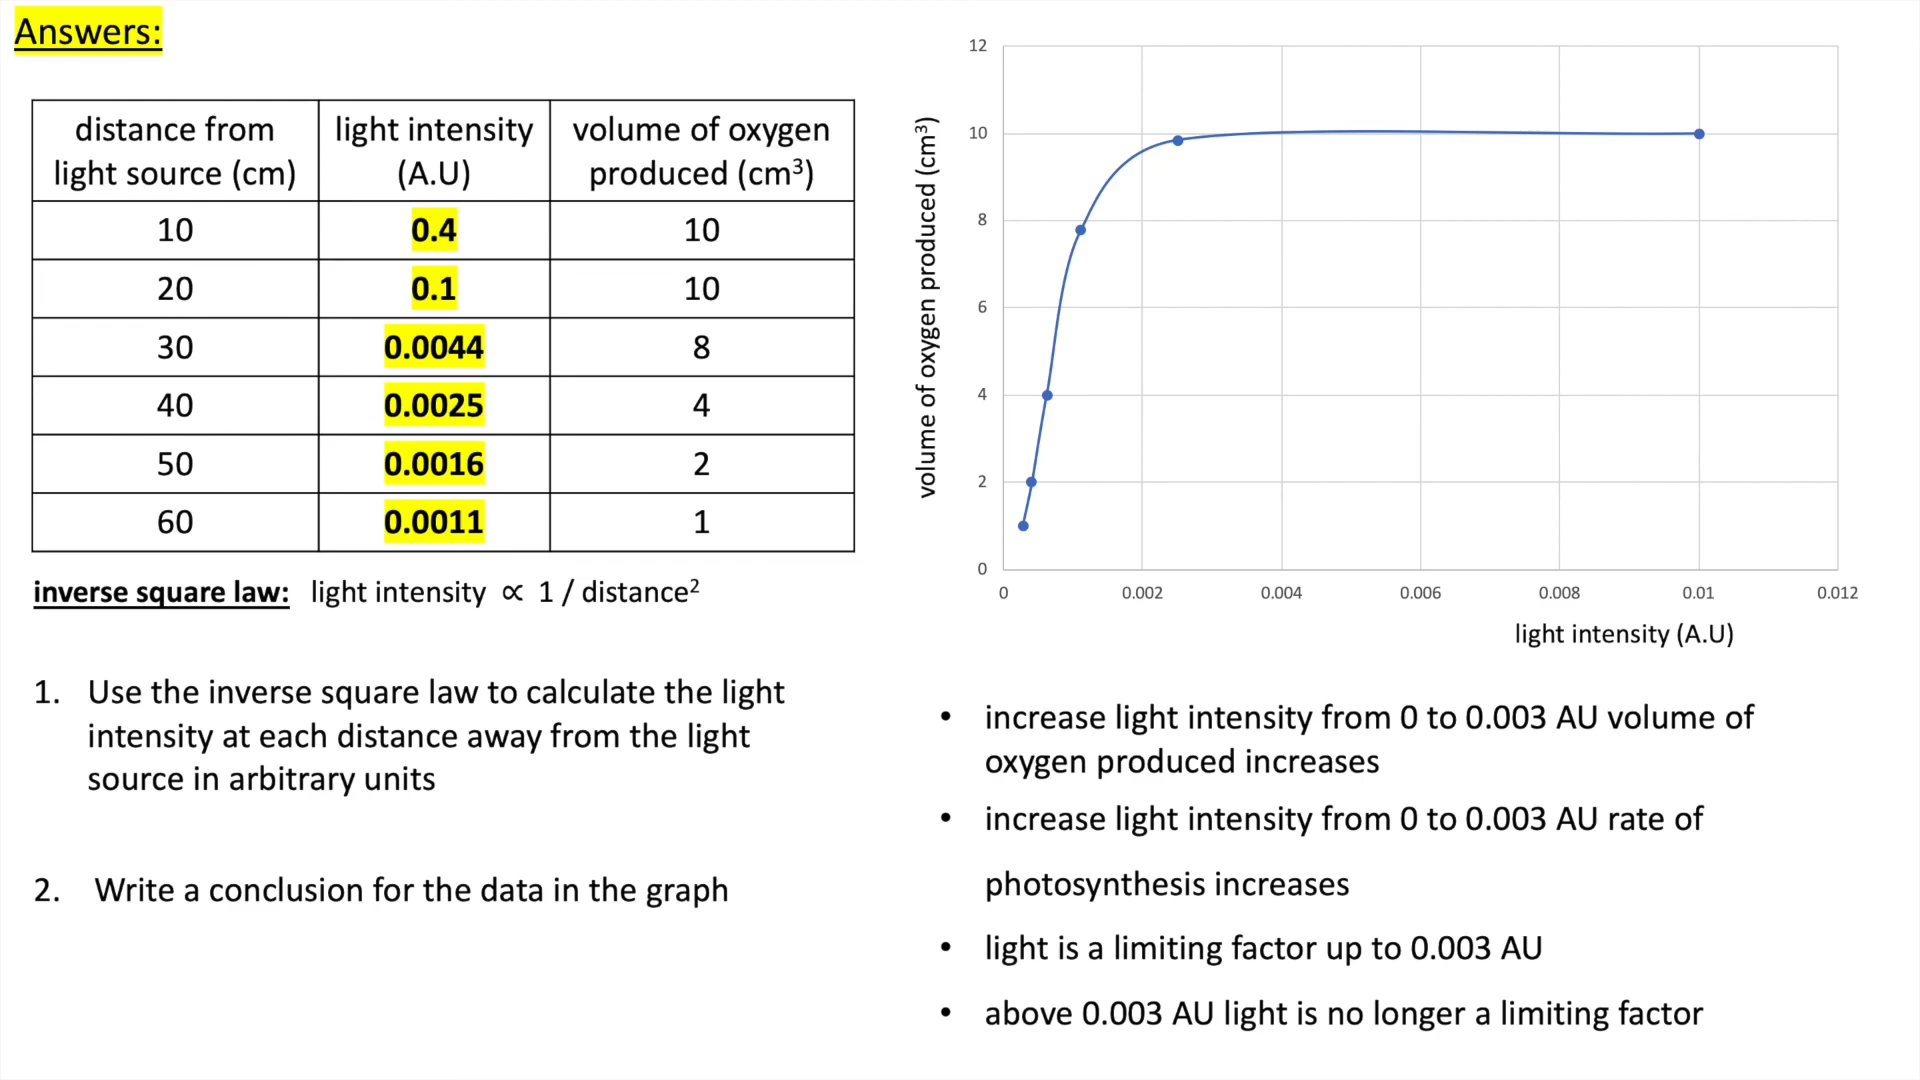 Answers:
distance from
light source (cm)
light intensity
(A.U)
volume of oxygen
produced (cm³)
10 0.4 10
20 0.1 10
30 0.0044 8
40 0.0025 4
50 0.0016 2
60 0.0011 1
inverse square law: light intensity ∝ 1 / distance²
1. Use the inverse square law to calculate the light
intensity at each distance away from the light
source in arbitrary units
2. Write a conclusion for the data in the graph
volume of oxygen produced (cm³)
12
10
8
6
4
2
0
0 0.002 0.004 0.006 0.008 0.01 0.012
light intensity (A.U)
• increase light intensity from 0 to 0.003 AU volume of
oxygen produced increases
• increase light intensity from 0 to 0.003 AU rate of
photosynthesis increases
• light is a limiting factor up to 0.003 AU
• above 0.003 AU light is no longer a limiting factor